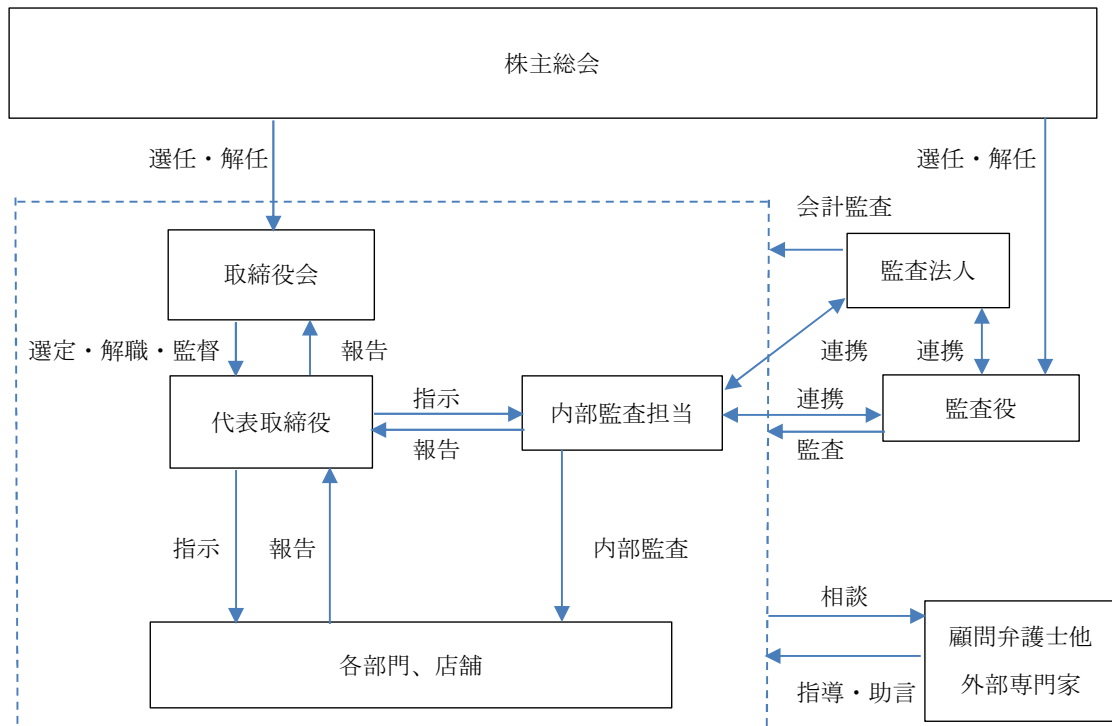 株主総会
選任・解任
選任・解任
会計監査
取締役会
監査法人
選定・解職・監督
報告
連携
連携
代表取締役
指示
報告
内部監査担当
連携
監査
監査役
指示
報告
内部監査
相談
各部門、店舗
顧問弁護士他
外部専門家
指導・助言